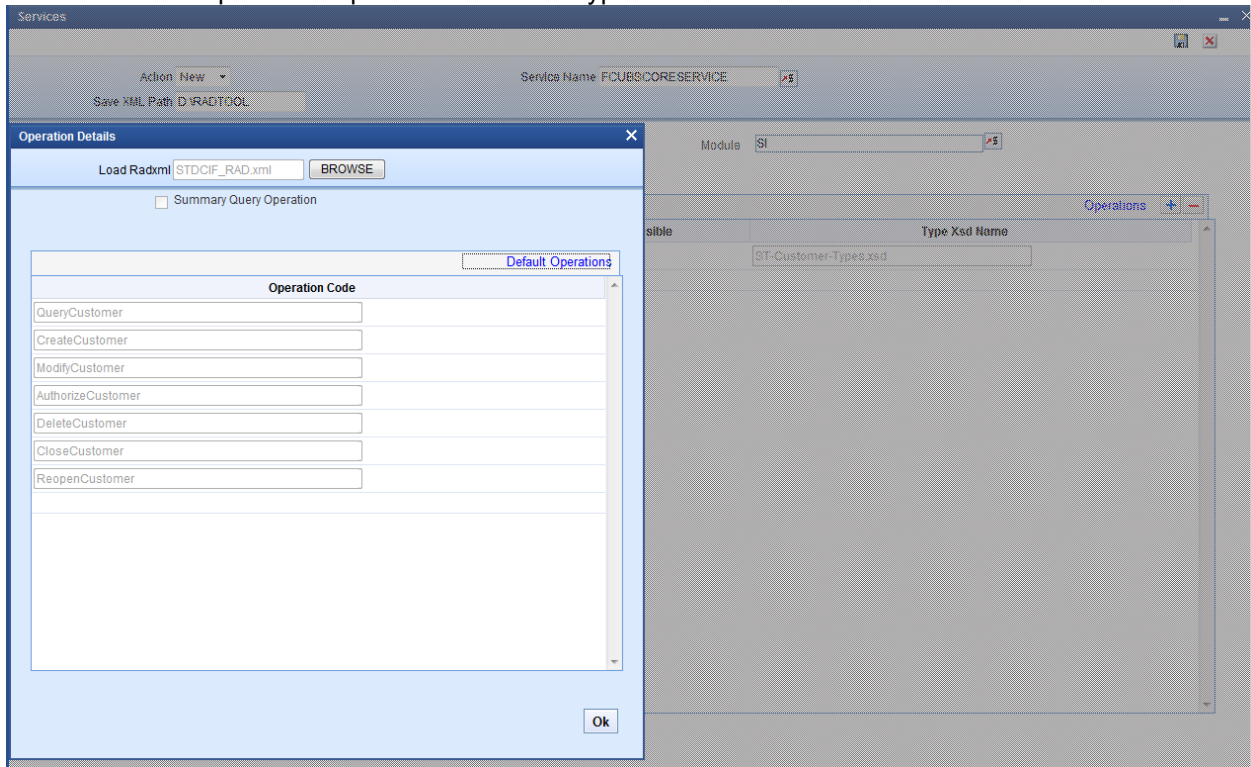 Services
Action New
Service Name FCUBSCORESERVICE
Save XML Path D:\RADTOOL
Operation Details
Module SI
Load Radxml STDCIF_RAD.xml BROWSE
Summary Query Operation
Operations
sible Type Xsd Name
ST-Customer-Types.xsd
Default Operations
Operation Code
QueryCustomer
CreateCustomer
ModifyCustomer
AuthorizeCustomer
DeleteCustomer
CloseCustomer
ReopenCustomer
Ok